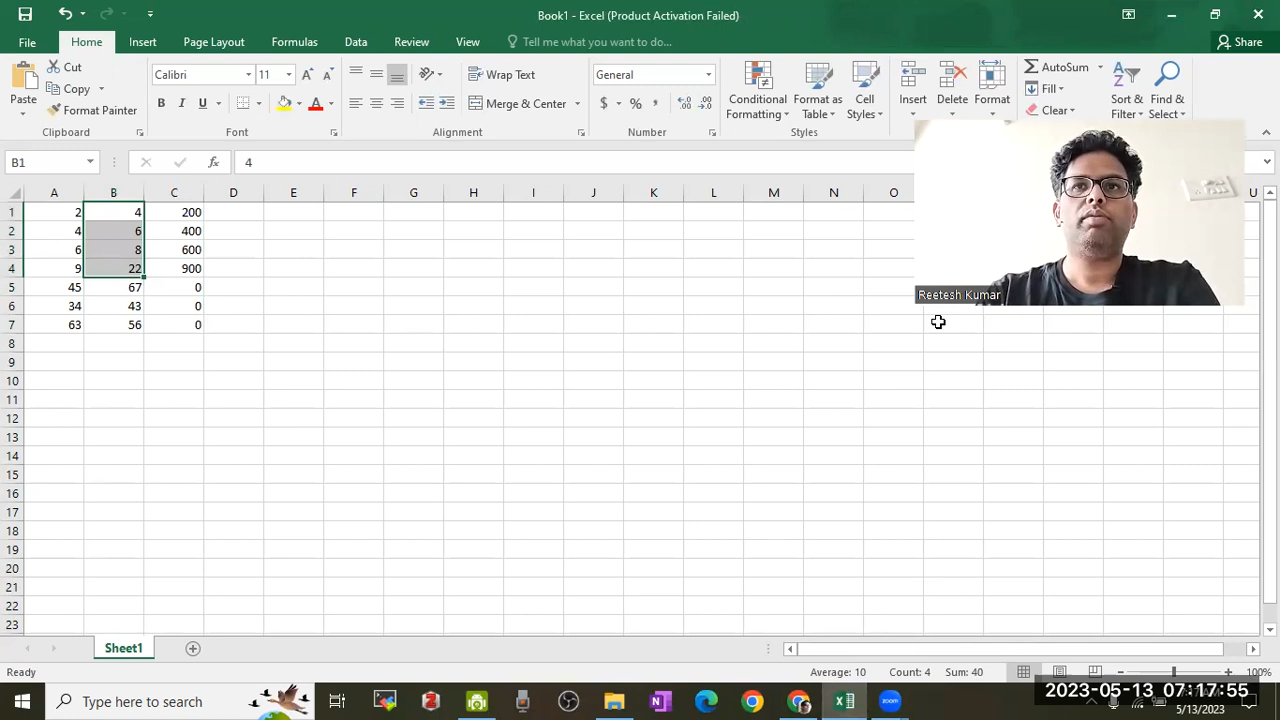 Book1 - Excel (Product Activation Failed)
File Home Insert Page Layout Formulas Data Review View Tell me what you want to do... Share
Paste Cut Copy Format Painter Clipboard
Calibri 11 B I U A Font
Wrap Text Merge & Center Alignment
General $ % , Number
Conditional Formatting Format as Table Cell Styles Styles
Insert Delete Format
AutoSum Fill Clear Sort & Filter Find & Select
B1 fx 4
A B C D E F G H I J K L M N O U
1 2 4 200
2 4 6 400
3 6 8 600
4 9 22 900
5 45 67 0
6 34 43 0
7 63 56 0
8
9
10
11
12
13
14
15
16
17
18
19
20
21
22
23
Reetesh Kumar
Sheet1
Ready Average: 10 Count: 4 Sum: 40 100%
Type here to search
zoom
2023-05-13 07:17:55
5/13/2023